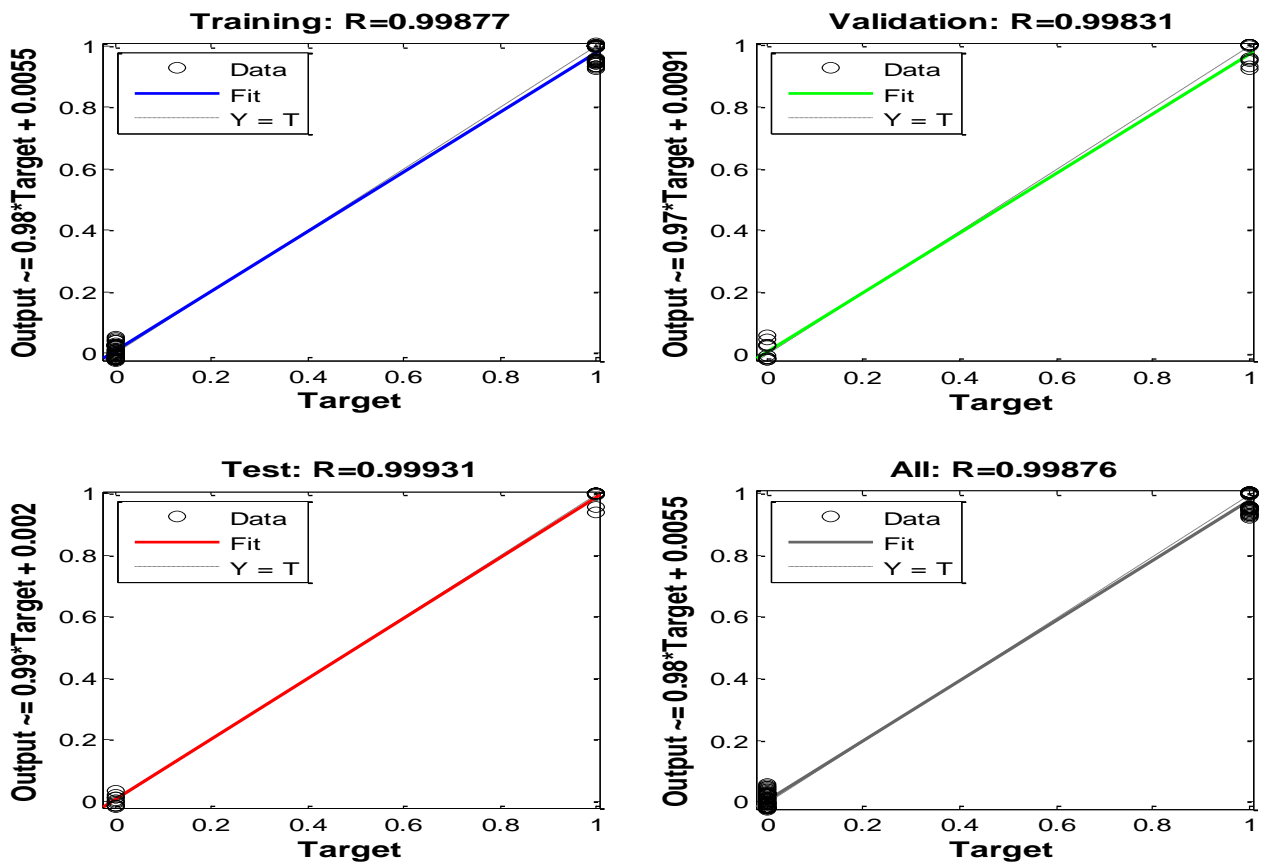 Training: R=0.99877
Output ~= 0.98*Target + 0.0055
1
0.8
0.6
0.4
0.2
0
Data
Fit
Y = T
0 0.2 0.4 0.6 0.8 1
Target
Validation: R=0.99831
Output ~= 0.97*Target + 0.0091
1
0.8
0.6
0.4
0.2
0
Data
Fit
Y = T
0 0.2 0.4 0.6 0.8 1
Target
Test: R=0.99931
Output ~= 0.99*Target + 0.002
1
0.8
0.6
0.4
0.2
0
Data
Fit
Y = T
0 0.2 0.4 0.6 0.8 1
Target
All: R=0.99876
Output ~= 0.98*Target + 0.0055
1
0.8
0.6
0.4
0.2
0
Data
Fit
Y = T
0 0.2 0.4 0.6 0.8 1
Target